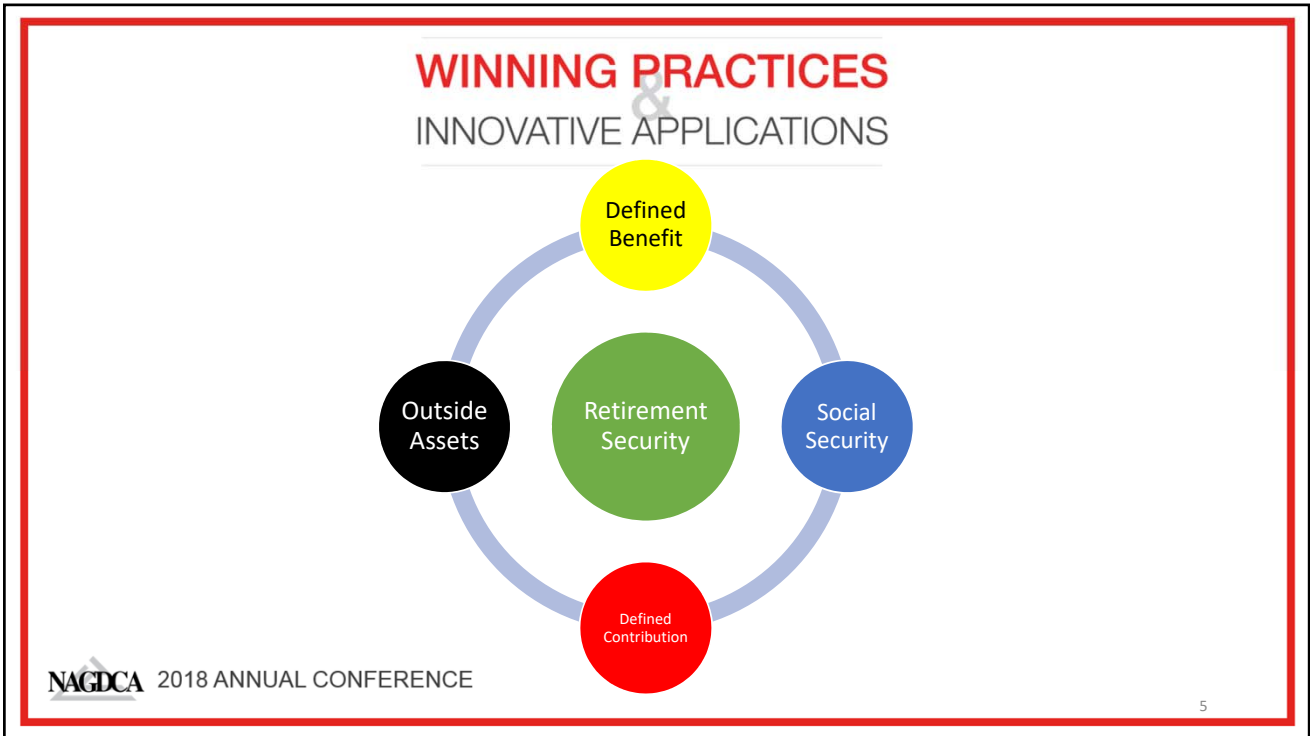 WINNING PRACTICES
&
INNOVATIVE APPLICATIONS
Defined
Benefit
Outside
Assets
Retirement
Security
Social
Security
Defined
Contribution
NAGDCA 2018 ANNUAL CONFERENCE
5